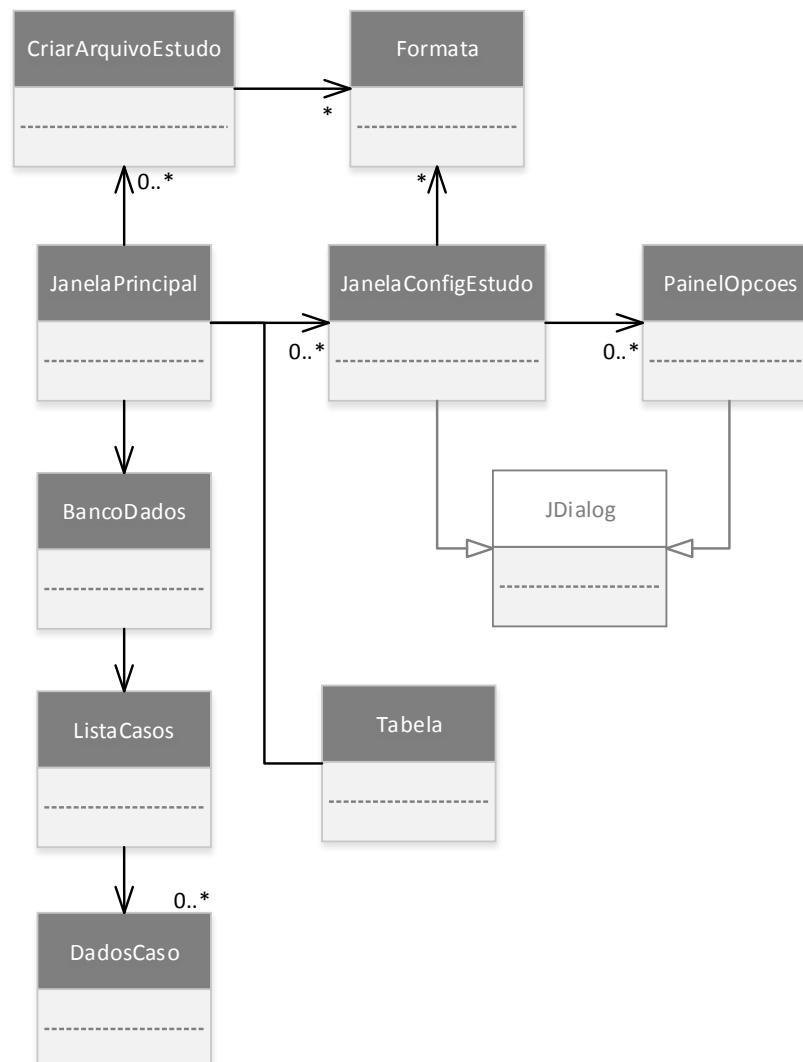 CriarArquivoEstudo
Formata
*
0..*
*
JanelaPrincipal
JanelaConfigEstudo
PainelOpcoes
0..*
0..*
BancoDados
JDialog
ListaCasos
Tabela
0..*
DadosCaso